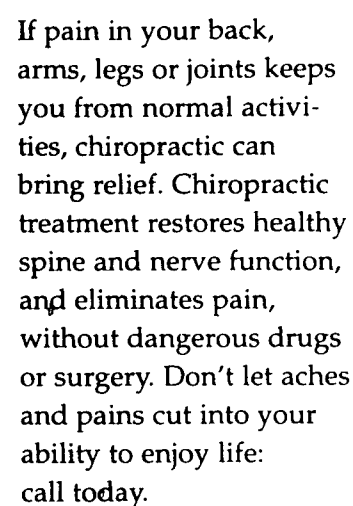 If pain in your back,
arms, legs or joints keeps
you from normal activi-
ties, chiropractic can
bring relief. Chiropractic
treatment restores healthy
spine and nerve function,
and eliminates pain,
without dangerous drugs
or surgery. Don't let aches
and pains cut into your
ability to enjoy life:
call today.